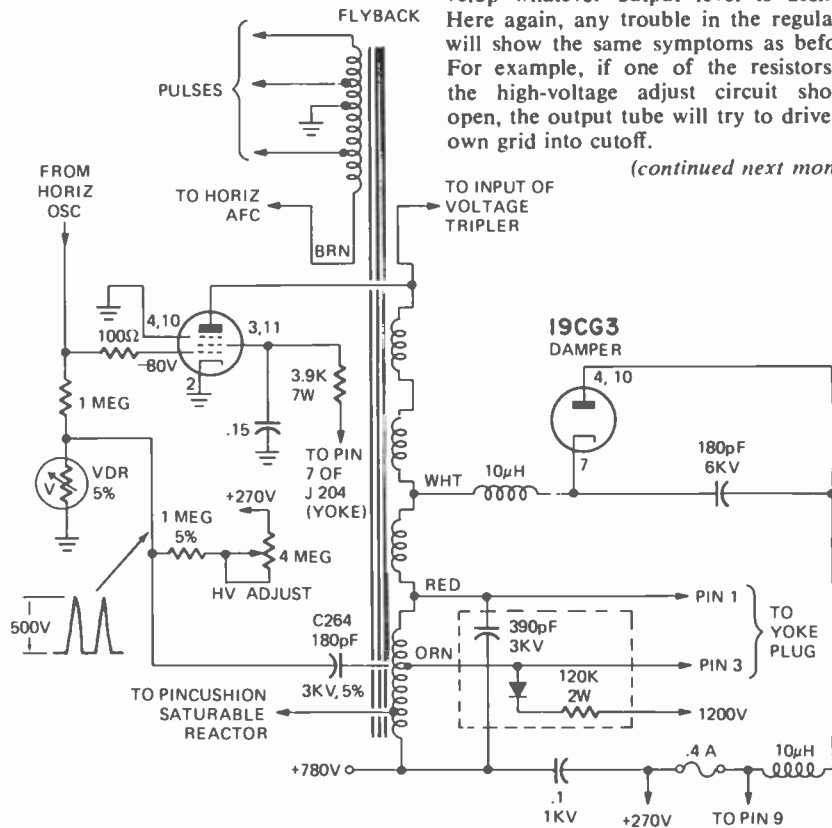 Here again, any trouble in the regula
will show the same symptoms as befo
For example, if one of the resistors
the high-voltage adjust circuit sho
open, the output tube will try to drive
own grid into cutoff.
(continued next mon
FLYBACK
PULSES
FROM
HORIZ
OSC
TO HORIZ
AFC
BRN
TO INPUT OF
VOLTAGE
TRIPLER
4, 10
3, 11
100Ω
–80V
2
1 MEG
.15
3.9K
7W
TO PIN
7 OF
J 204
(YOKE)
VDR
5%
V
+270V
1 MEG
5%
4 MEG
HV ADJUST
500V
C264
180pF
3KV, 5%
TO PINCUSHION
SATURABLE
REACTOR
19CG3
DAMPER
4, 10
7
WHT
10μH
180pF
6KV
RED
PIN 1
390pF
3KV
TO
YOKE
PLUG
ORN
PIN 3
120K
2W
1200V
+780V
.1
1KV
+270V
.4 A
TO PIN 9
10μH